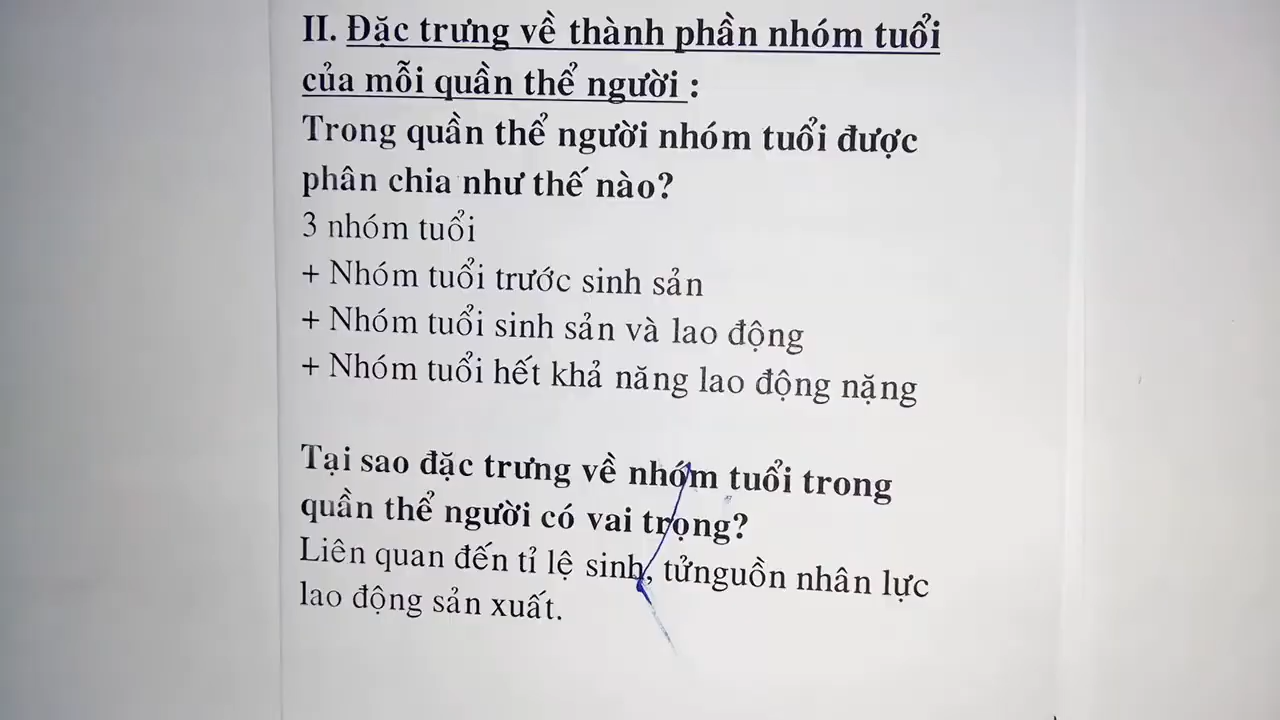 II. Đặc trưng về thành phần nhóm tuổi
của mỗi quần thể người :
Trong quần thể người nhóm tuổi được
phân chia như thế nào?
3 nhóm tuổi
+ Nhóm tuổi trước sinh sản
+ Nhóm tuổi sinh sản và lao động
+ Nhóm tuổi hết khả năng lao động nặng
Tại sao đặc trưng về nhóm tuổi trong
quần thể người có vai trọng?
Liên quan đến tỉ lệ sinh, tửnguồn nhân lực
lao động sản xuất.